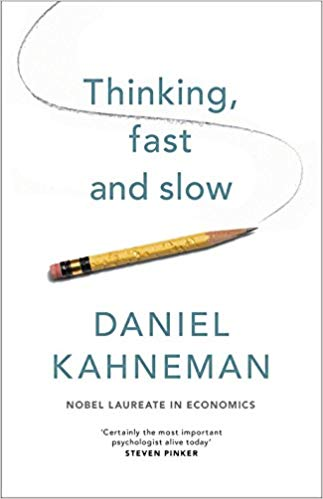 Thinking,
fast
and slow
DANIEL
KAHNEMAN
NOBEL LAUREATE IN ECONOMICS
'Certainly the most important
psychologist alive today'
STEVEN PINKER